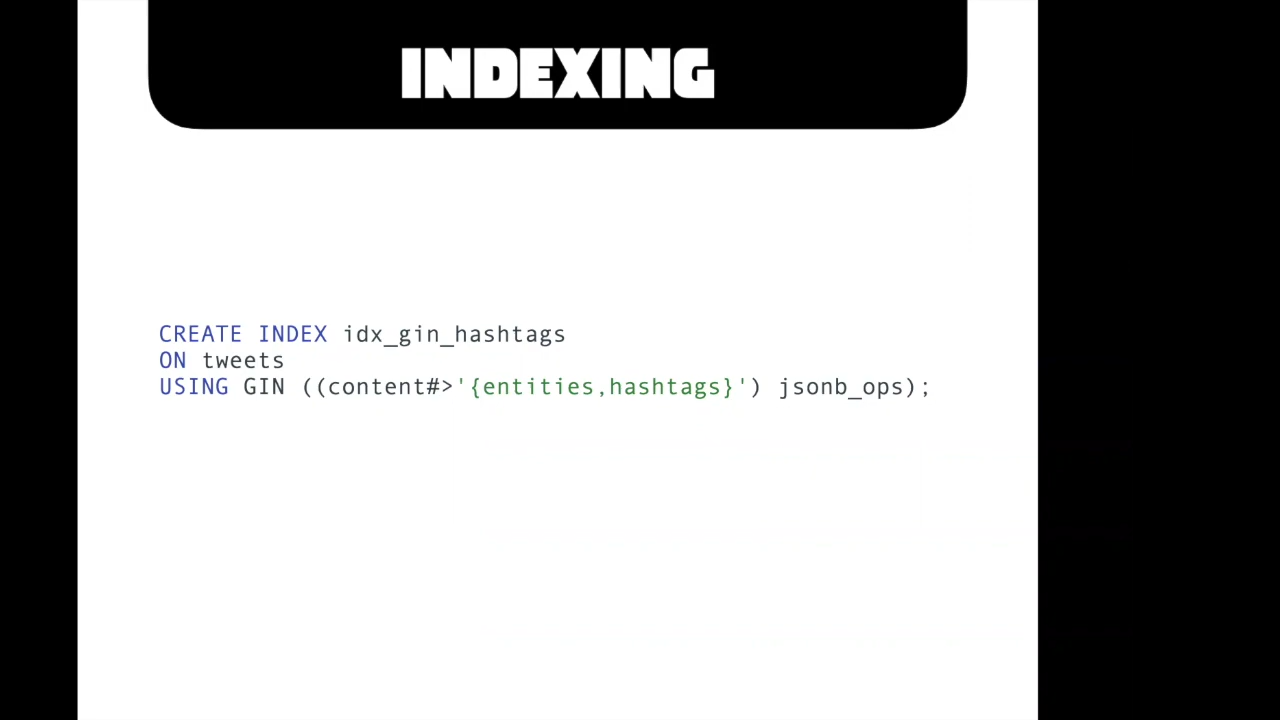 INDEXING
CREATE INDEX idx_gin_hashtags
ON tweets
USING GIN ((content#>'{entities,hashtags}') jsonb_ops);